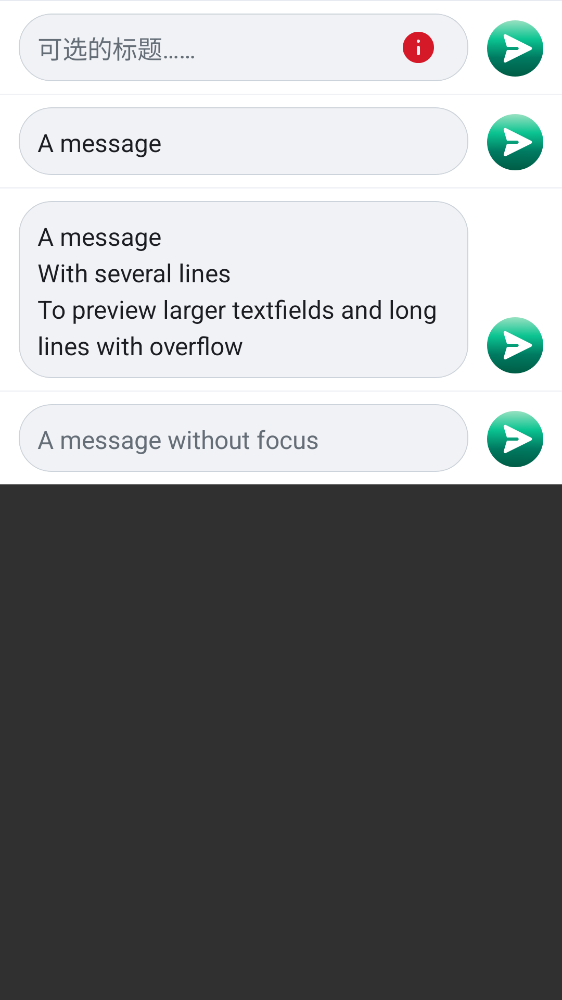 可选的标题……
A message
A message
With several lines
To preview larger textfields and long
lines with overflow
A message without focus